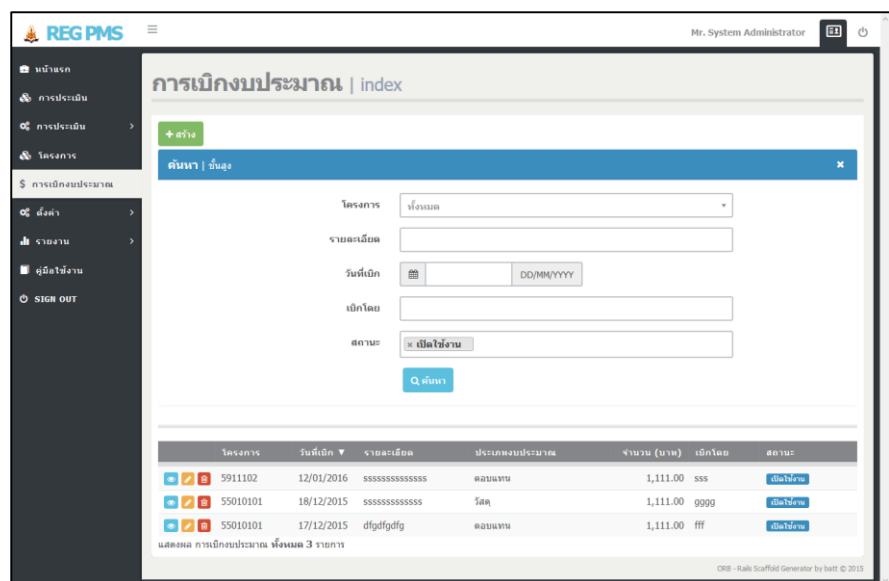 REG PMS
Mr. System Administrator
หน้าแรก
การประเมิน
การประเมิน
โครงการ
$ การเบิกงบประมาณ
ตั้งค่า
รายงาน
คู่มือใช้งาน
SIGN OUT
การเบิกงบประมาณ | index
+ สร้าง
ค้นหา | ขั้นสูง ×
โครงการ ทั้งหมด
รายละเอียด
วันที่เบิก DD/MM/YYYY
เบิกโดย
สถานะ × เปิดใช้งาน
ค้นหา
โครงการ วันที่เบิก ▼ รายละเอียด ประเภทงบประมาณ จำนวน (บาท) เบิกโดย สถานะ
5911102 12/01/2016 ssssssssssssss ตอบแทน 1,111.00 sss เปิดใช้งาน
55010101 18/12/2015 sssssssssssss วัสดุ 1,111.00 gggg เปิดใช้งาน
55010101 17/12/2015 dfgdfgdfg ตอบแทน 1,111.00 fff เปิดใช้งาน
แสดงผล การเบิกงบประมาณ ทั้งหมด 3 รายการ
ORB - Rails Scaffold Generator by batt © 2015